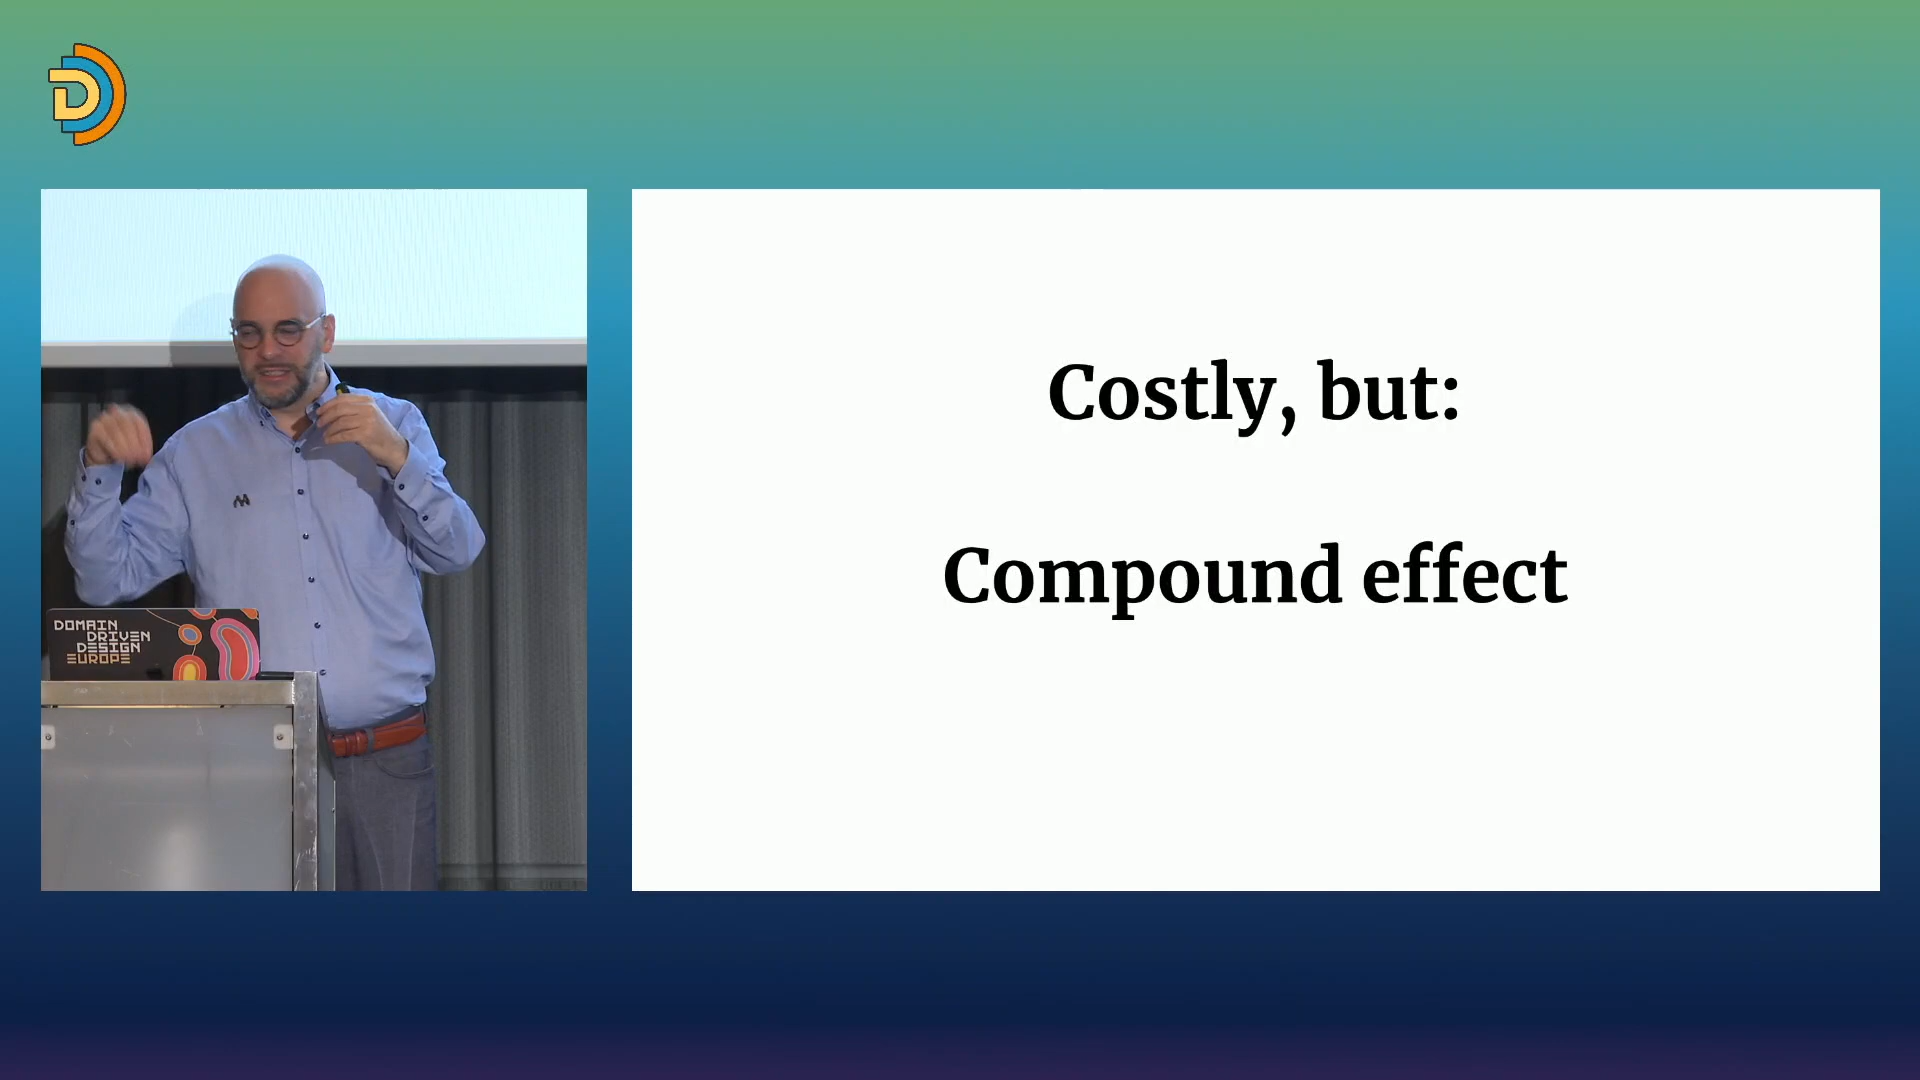 D
DOMAIN
DRIVEN
DESIGN
EUROPE
Costly, but:
Compound effect